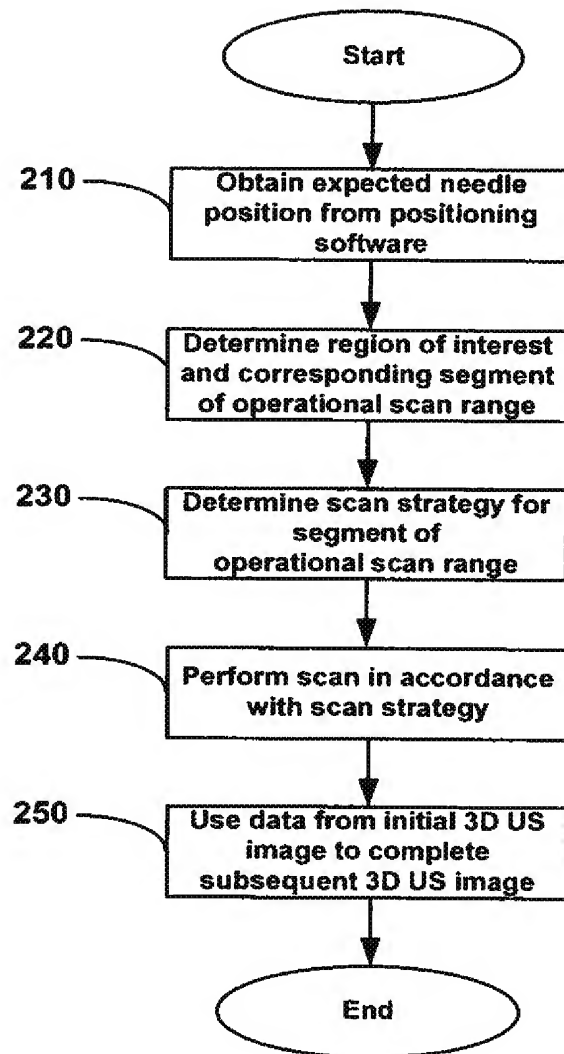 Start
210
Obtain expected needle
position from positioning
software
220
Determine region of interest
and corresponding segment
of operational scan range
230
Determine scan strategy for
segment of
operational scan range
240
Perform scan in accordance
with scan strategy
250
Use data from initial 3D US
image to complete
subsequent 3D US image
End